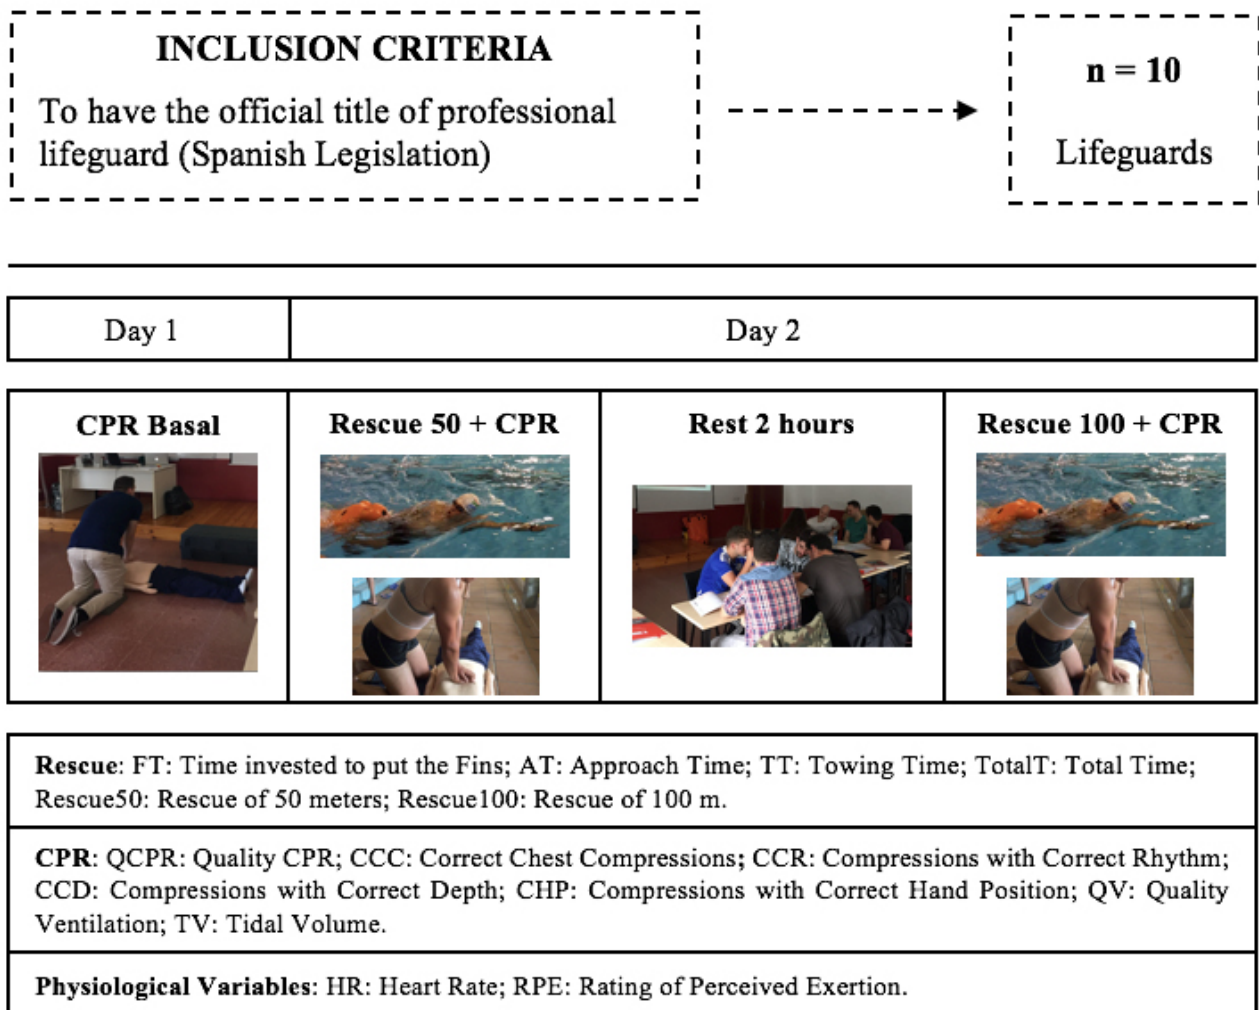 INCLUSION CRITERIA
To have the official title of professional
lifeguard (Spanish Legislation)
n = 10
Lifeguards
Day 1
Day 2
CPR Basal
Rescue 50 + CPR
Rest 2 hours
Rescue 100 + CPR
Rescue: FT: Time invested to put the Fins; AT: Approach Time; TT: Towing Time; TotalT: Total Time;
Rescue50: Rescue of 50 meters; Rescue100: Rescue of 100 m.
CPR: QCPR: Quality CPR; CCC: Correct Chest Compressions; CCR: Compressions with Correct Rhythm;
CCD: Compressions with Correct Depth; CHP: Compressions with Correct Hand Position; QV: Quality
Ventilation; TV: Tidal Volume.
Physiological Variables: HR: Heart Rate; RPE: Rating of Perceived Exertion.